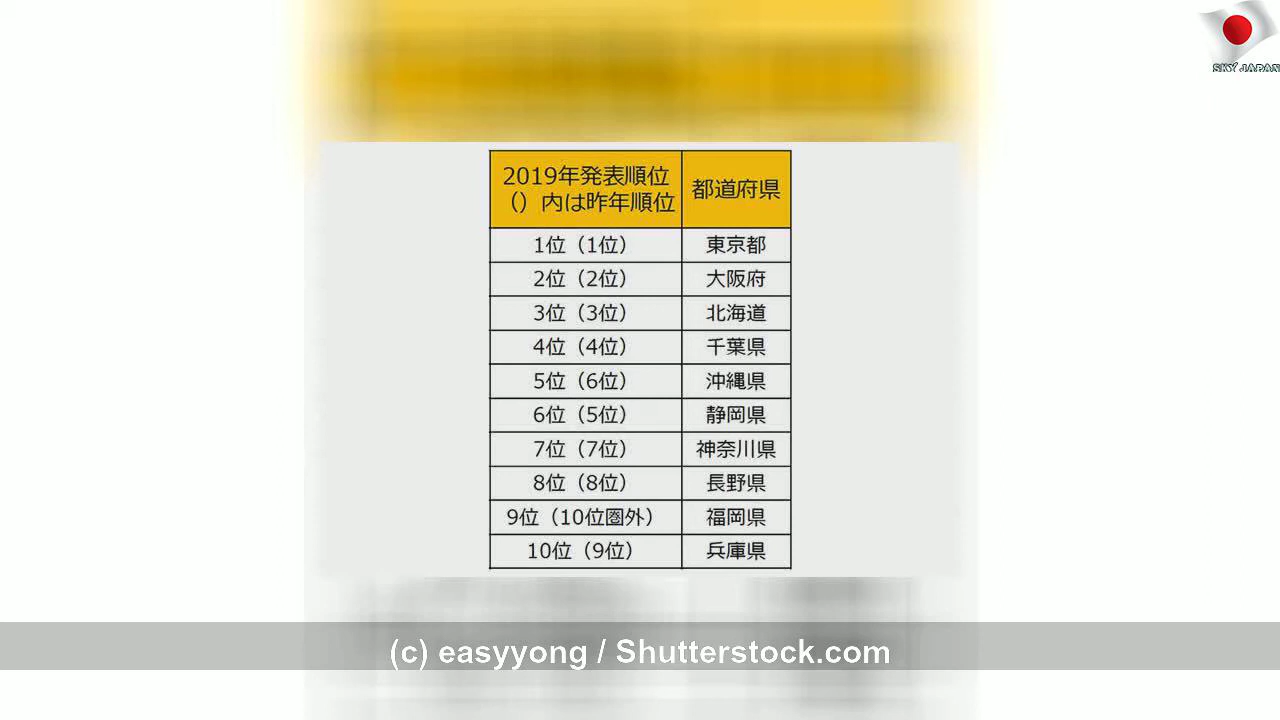 SKY JAPAN
2019年発表順位 都道府県
（）内は昨年順位
1位（1位） 東京都
2位（2位） 大阪府
3位（3位） 北海道
4位（4位） 千葉県
5位（6位） 沖縄県
6位（5位） 静岡県
7位（7位） 神奈川県
8位（8位） 長野県
9位（10位圏外） 福岡県
10位（9位） 兵庫県
(c) easyyong / Shutterstock.com